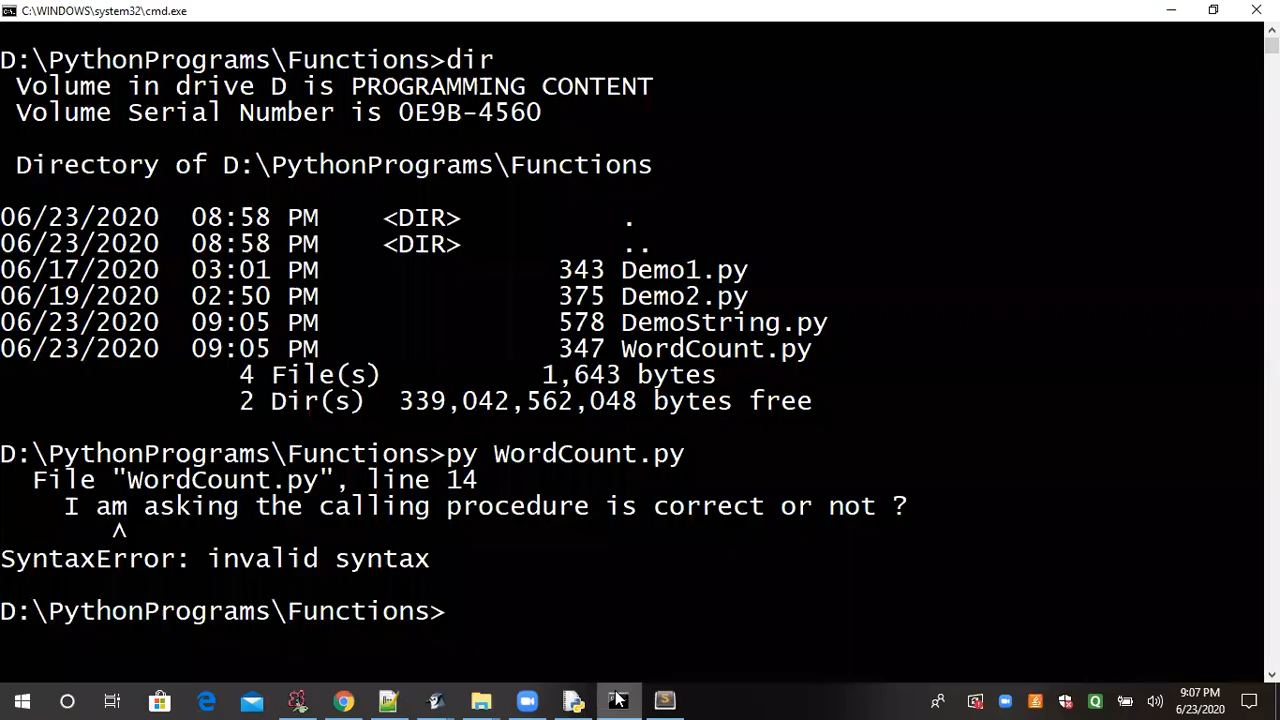 C:\WINDOWS\system32\cmd.exe
D:\PythonPrograms\Functions>dir
Volume in drive D is PROGRAMMING CONTENT
Volume Serial Number is 0E9B-4560
Directory of D:\PythonPrograms\Functions
06/23/2020 08:58 PM <DIR> .
06/23/2020 08:58 PM <DIR> ..
06/17/2020 03:01 PM 343 Demo1.py
06/19/2020 02:50 PM 375 Demo2.py
06/23/2020 09:05 PM 578 DemoString.py
06/23/2020 09:05 PM 347 WordCount.py
4 File(s) 1,643 bytes
2 Dir(s) 339,042,562,048 bytes free
D:\PythonPrograms\Functions>py WordCount.py
File "WordCount.py", line 14
I am asking the calling procedure is correct or not ?
^
SyntaxError: invalid syntax
D:\PythonPrograms\Functions>
9:07 PM
6/23/2020